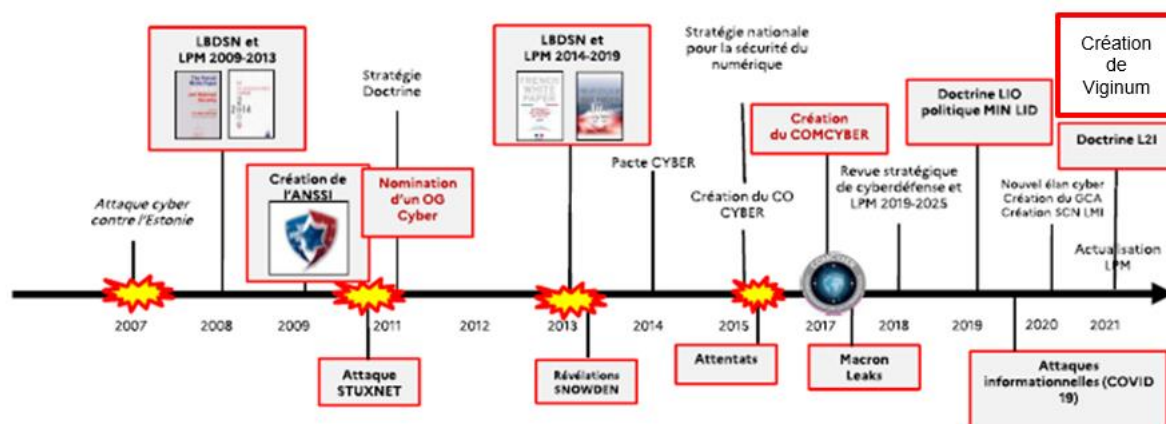 LBDSN et
LPM 2009-2013
Stratégie
Doctrine
LBDSN et
LPM 2014-2019
FRENCH
WHITE
PAPER
Stratégie nationale
pour la sécurité du
numérique
Création
du COMCYBER
Doctrine LIO
politique MIN LID
Création
de
Viginum
Doctrine L2I
Attaque cyber
contre l'Estonie
Création de
l'ANSSI
Nomination
d'un OG
Cyber
Pacte CYBER
Création du CO
CYBER
Revue stratégique
de cyberdéfense et
LPM 2019-2025
Nouvel élan cyber
Création du GCA
Création SCN LMI
Actualisation
LPM
2007
2008
2009
2011
2012
2013
2014
2015
2017
2018
2019
2020
2021
Attaque
STUXNET
Révélations
SNOWDEN
Attentats
Macron
Leaks
Attaques
informationnelles (COVID
19)